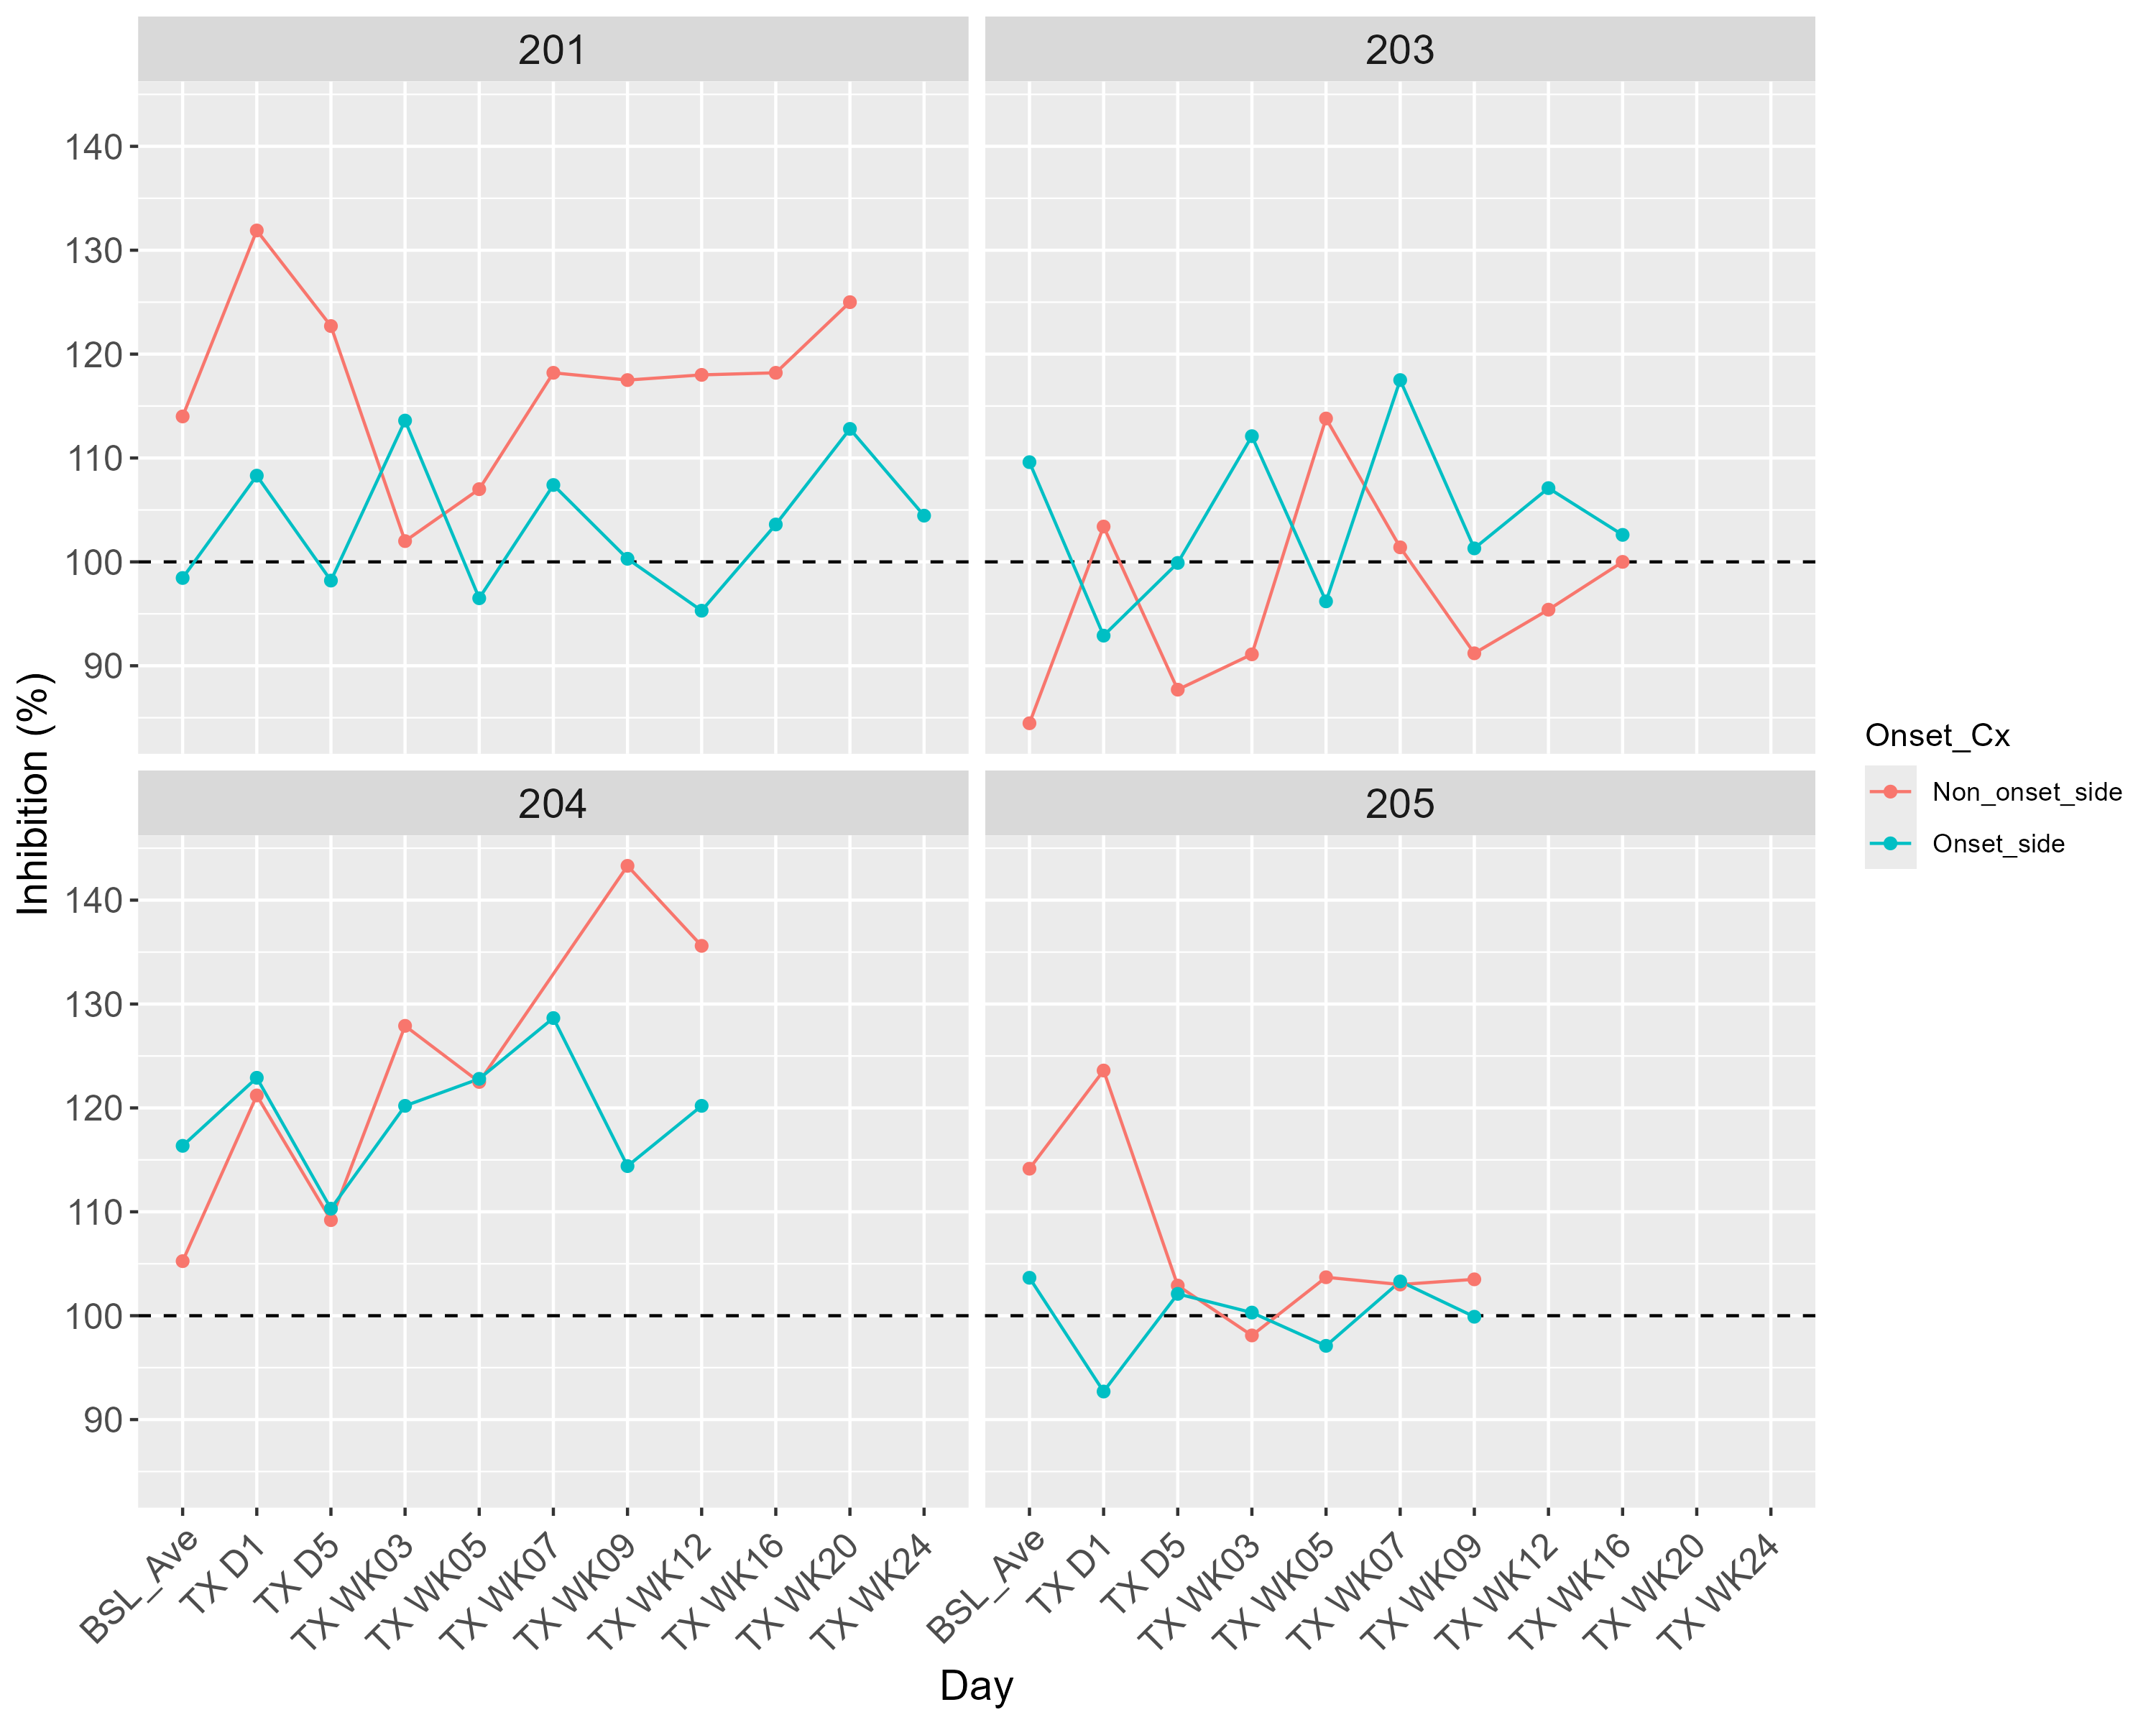 201
203
140
130
120
110
100
90
204
205
140
130
120
110
100
90
Inhibition (%)
BSL_Ave
TX D1
TX D5
TX WK03
TX WK05
TX WK07
TX WK09
TX WK12
TX WK16
TX WK20
TX WK24
BSL_Ave
TX D1
TX D5
TX WK03
TX WK05
TX WK07
TX WK09
TX WK12
TX WK16
TX WK20
TX WK24
Day
Onset_Cx
Non_onset_side
Onset_side